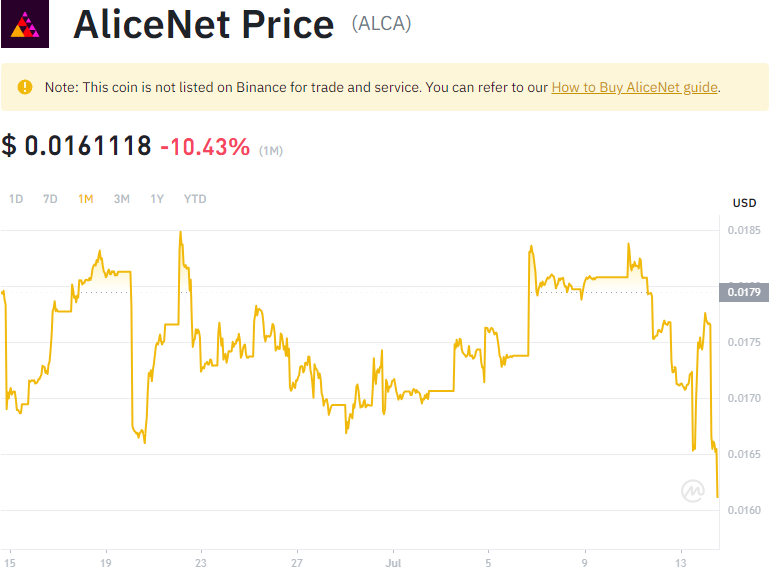 AliceNet Price (ALCA)
Note: This coin is not listed on Binance for trade and service. You can refer to our How to Buy AliceNet guide.
$ 0.0161118 -10.43% (1M)
1D 7D 1M 3M 1Y YTD
USD
0.0185
0.0179
0.0175
0.0170
0.0165
0.0160
15 19 23 27 Jul 5 9 13